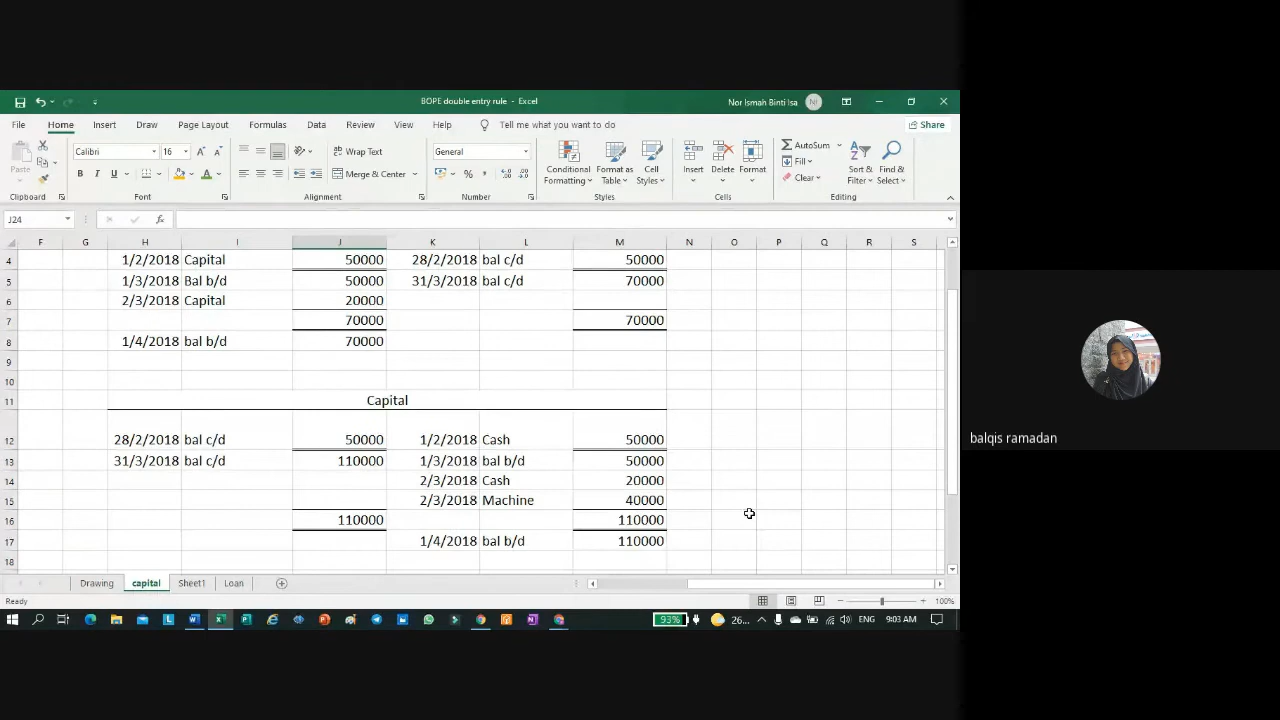 BOPE double entry rule - Excel
Nor Ismah Binti Isa
NI
File Home Insert Draw Page Layout Formulas Data Review View Help Tell me what you want to do Share
Paste
Calibri 16
Wrap Text
General
Conditional Formatting
Format as Table
Cell Styles
Insert Delete Format
AutoSum
Fill
Clear
Sort & Filter
Find & Select
B I U
Merge & Center
Clipboard Font Alignment Number Styles Cells Editing
J24
fx
F G H I J K L M N O P Q R S
4 1/2/2018 Capital 50000 28/2/2018 bal c/d 50000
5 1/3/2018 Bal b/d 50000 31/3/2018 bal c/d 70000
6 2/3/2018 Capital 20000
7 70000 70000
8 1/4/2018 bal b/d 70000
9
10
11 Capital
12 28/2/2018 bal c/d 50000 1/2/2018 Cash 50000
13 31/3/2018 bal c/d 110000 1/3/2018 bal b/d 50000
14 2/3/2018 Cash 20000
15 2/3/2018 Machine 40000
16 110000 110000
17 1/4/2018 bal b/d 110000
18
Drawing capital Sheet1 Loan
Ready 100%
93% 26... ENG 9:03 AM
balqis ramadan